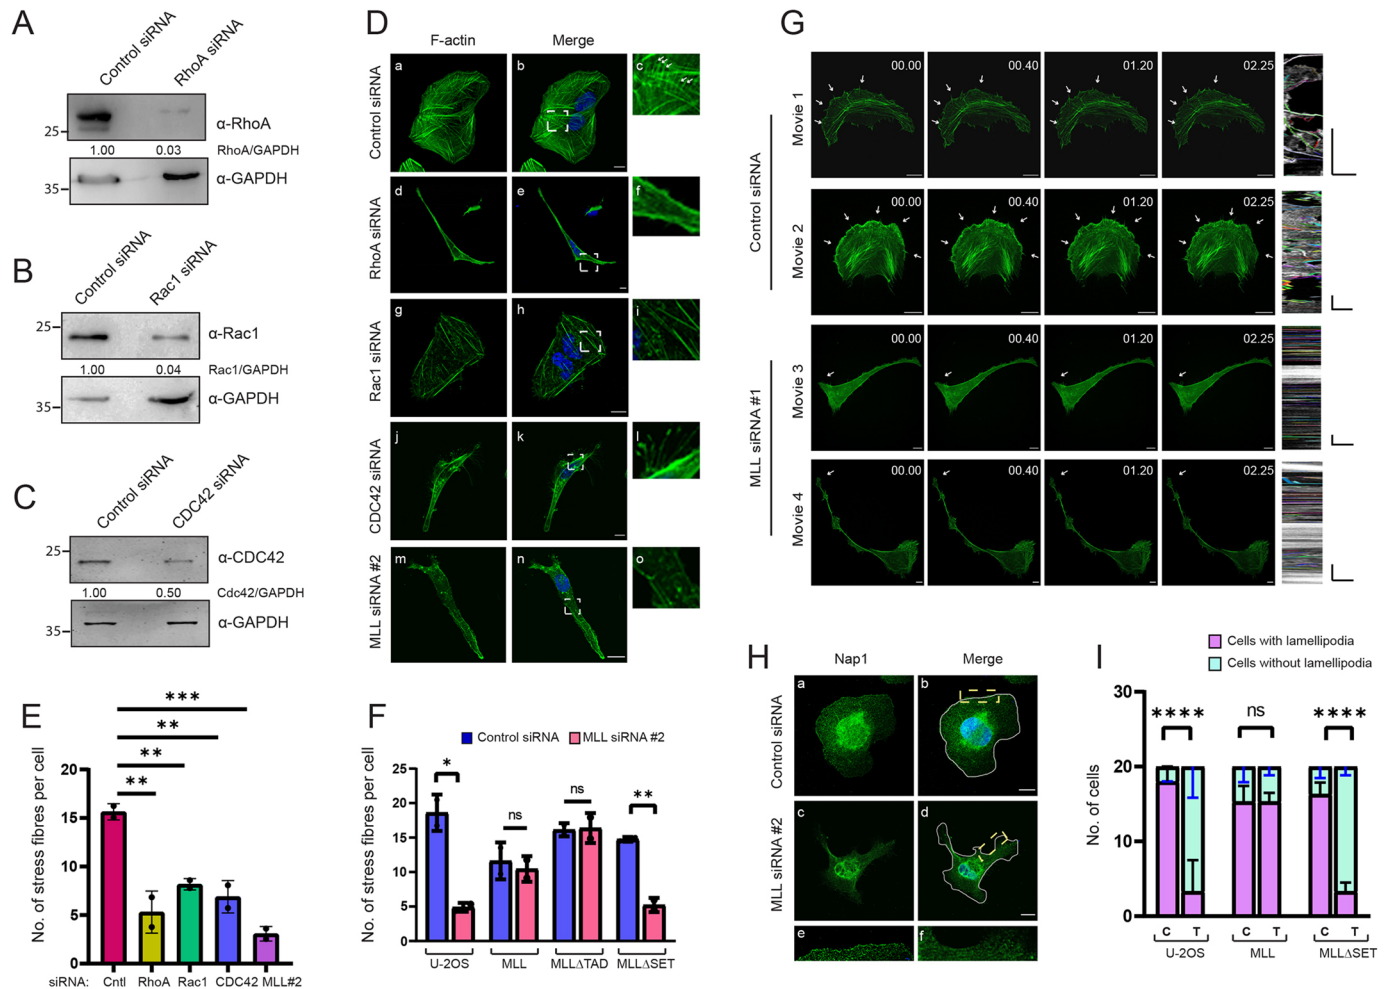 A
Control siRNA
RhoA siRNA
α-RhoA
25
1.00 0.03 RhoA/GAPDH
α-GAPDH
35
B
Control siRNA
Rac1 siRNA
25
α-Rac1
1.00 0.04 Rac1/GAPDH
α-GAPDH
35
C
Control siRNA
CDC42 siRNA
25
α-CDC42
1.00 0.50 Cdc42/GAPDH
α-GAPDH
35
D
F-actin Merge
Control siRNA
a b c
RhoA siRNA
d e f
Rac1 siRNA
g h i
CDC42 siRNA
j k l
MLL siRNA #2
m n o
E
No. of stress fibres per cell
***
**
**
**
20
15
10
5
0
siRNA: Cntl RhoA Rac1 CDC42 MLL#2
F
Control siRNA MLL siRNA #2
No. of stress fibres per cell
25
20
15
10
5
0
* ns ns **
U-2OS MLL MLLΔTAD MLLΔSET
G
Control siRNA
Movie 1
00.00 00.40 01.20 02.25
Movie 2
00.00 00.40 01.20 02.25
MLL siRNA #1
Movie 3
00.00 00.40 01.20 02.25
Movie 4
00.00 00.40 01.20 02.25
H
Nap1 Merge
Control siRNA
a b
MLL siRNA #2
c d
e f
I
Cells with lamellipodia
Cells without lamellipodia
No. of cells
30
20
10
0
**** ns ****
C T C T C T
U-2OS MLL MLLΔSET